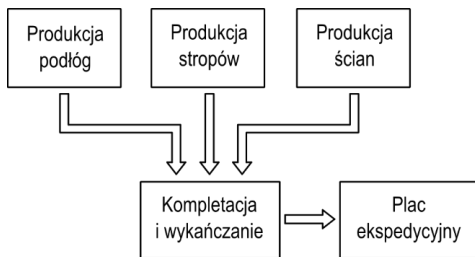 Produkcja
podłóg
Produkcja
stropów
Produkcja
ścian
Kompletacja
i wykańczanie
Plac
ekspedycyjny